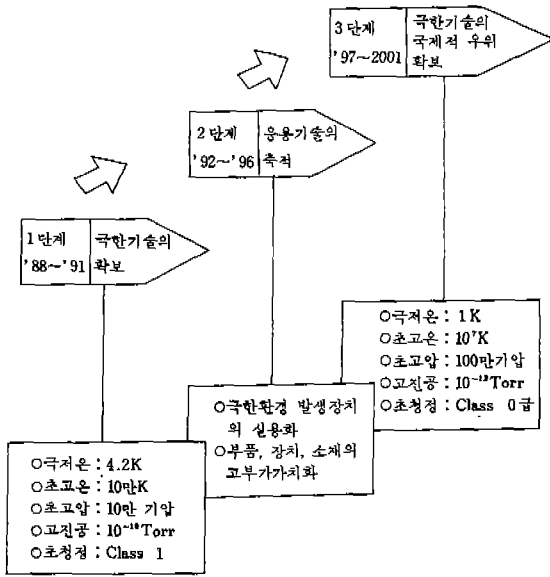 3 단계
'97~2001
극한기술의
국제적 우위
확보
2 단계
'92~'96
응용기술의
축적
1 단계
'88~'91
극한기술의
확보
○극저온 : 1 K
○초고온 : 10⁷K
○초고압 : 100만기압
○고진공 :
○초청정 : Class 0 급
○극한환경 발생장치
의 실용화
○부품, 장치, 소재의
고부가가치화
○극저온 : 4.2K
○초고온 : 10만K
○초고압 : 10만 기압
○고진공 : 10⁻¹⁰Torr
○초청정 : Class 1